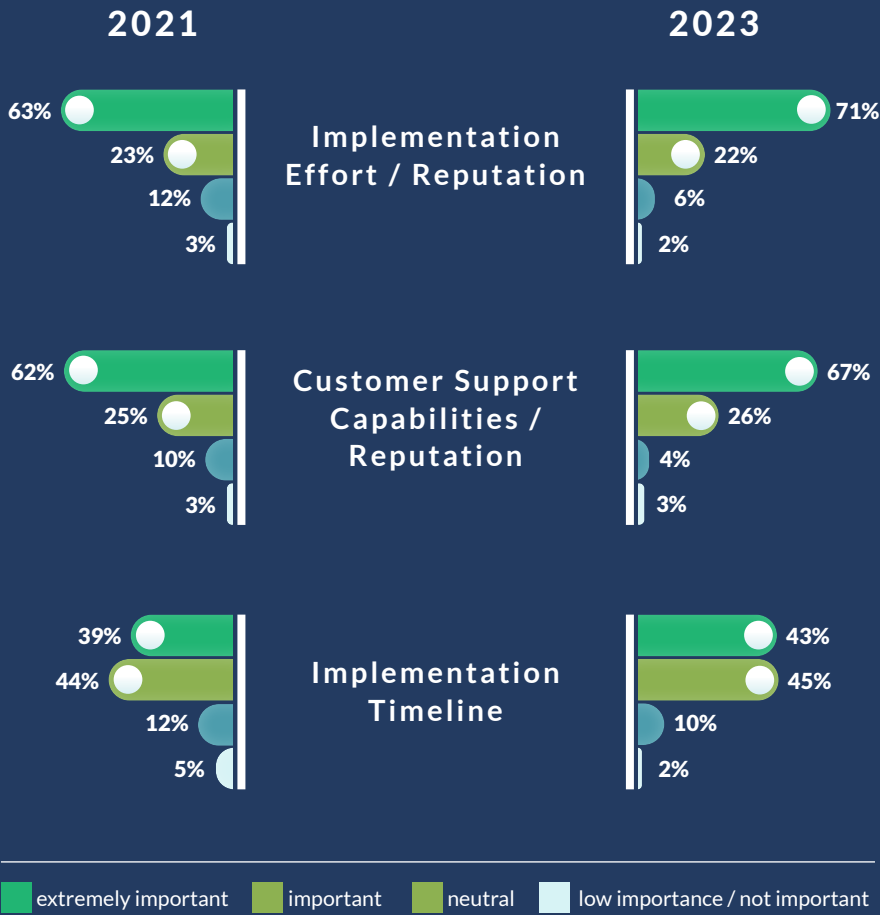 2021
2023
63%
23%
12%
3%
Implementation
Effort / Reputation
71%
22%
6%
2%
62%
25%
10%
3%
Customer Support
Capabilities /
Reputation
67%
26%
4%
3%
39%
44%
12%
5%
Implementation
Timeline
43%
45%
10%
2%
extremely important
important
neutral
low importance / not important